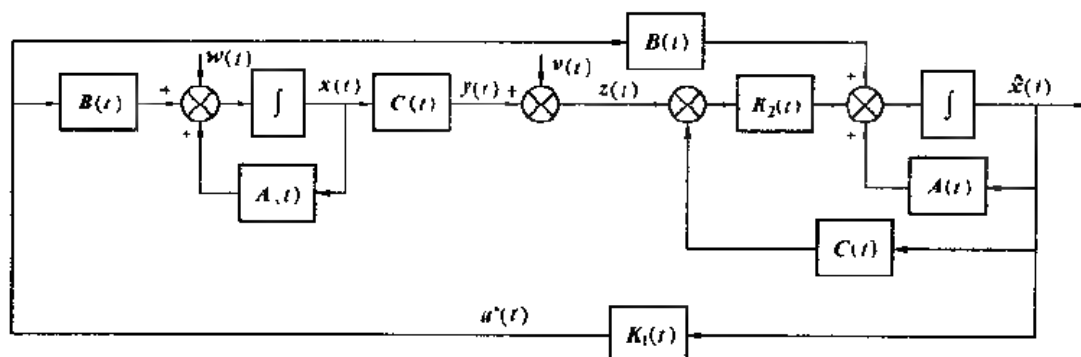 B(t)
w(t)
v(t)
B(t)
+
∫
x(t)
C(t)
y(t)
+
z(t)
K₂(t)
+
+
∫
x̂(t)
+
A(t)
A(t)
C(t)
u*(t)
K₁(t)